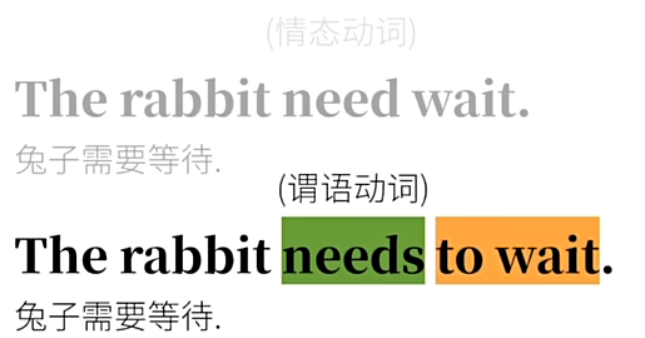 (情态动词)
The rabbit need wait.
兔子需要等待.
(谓语动词)
The rabbit needs to wait.
兔子需要等待.